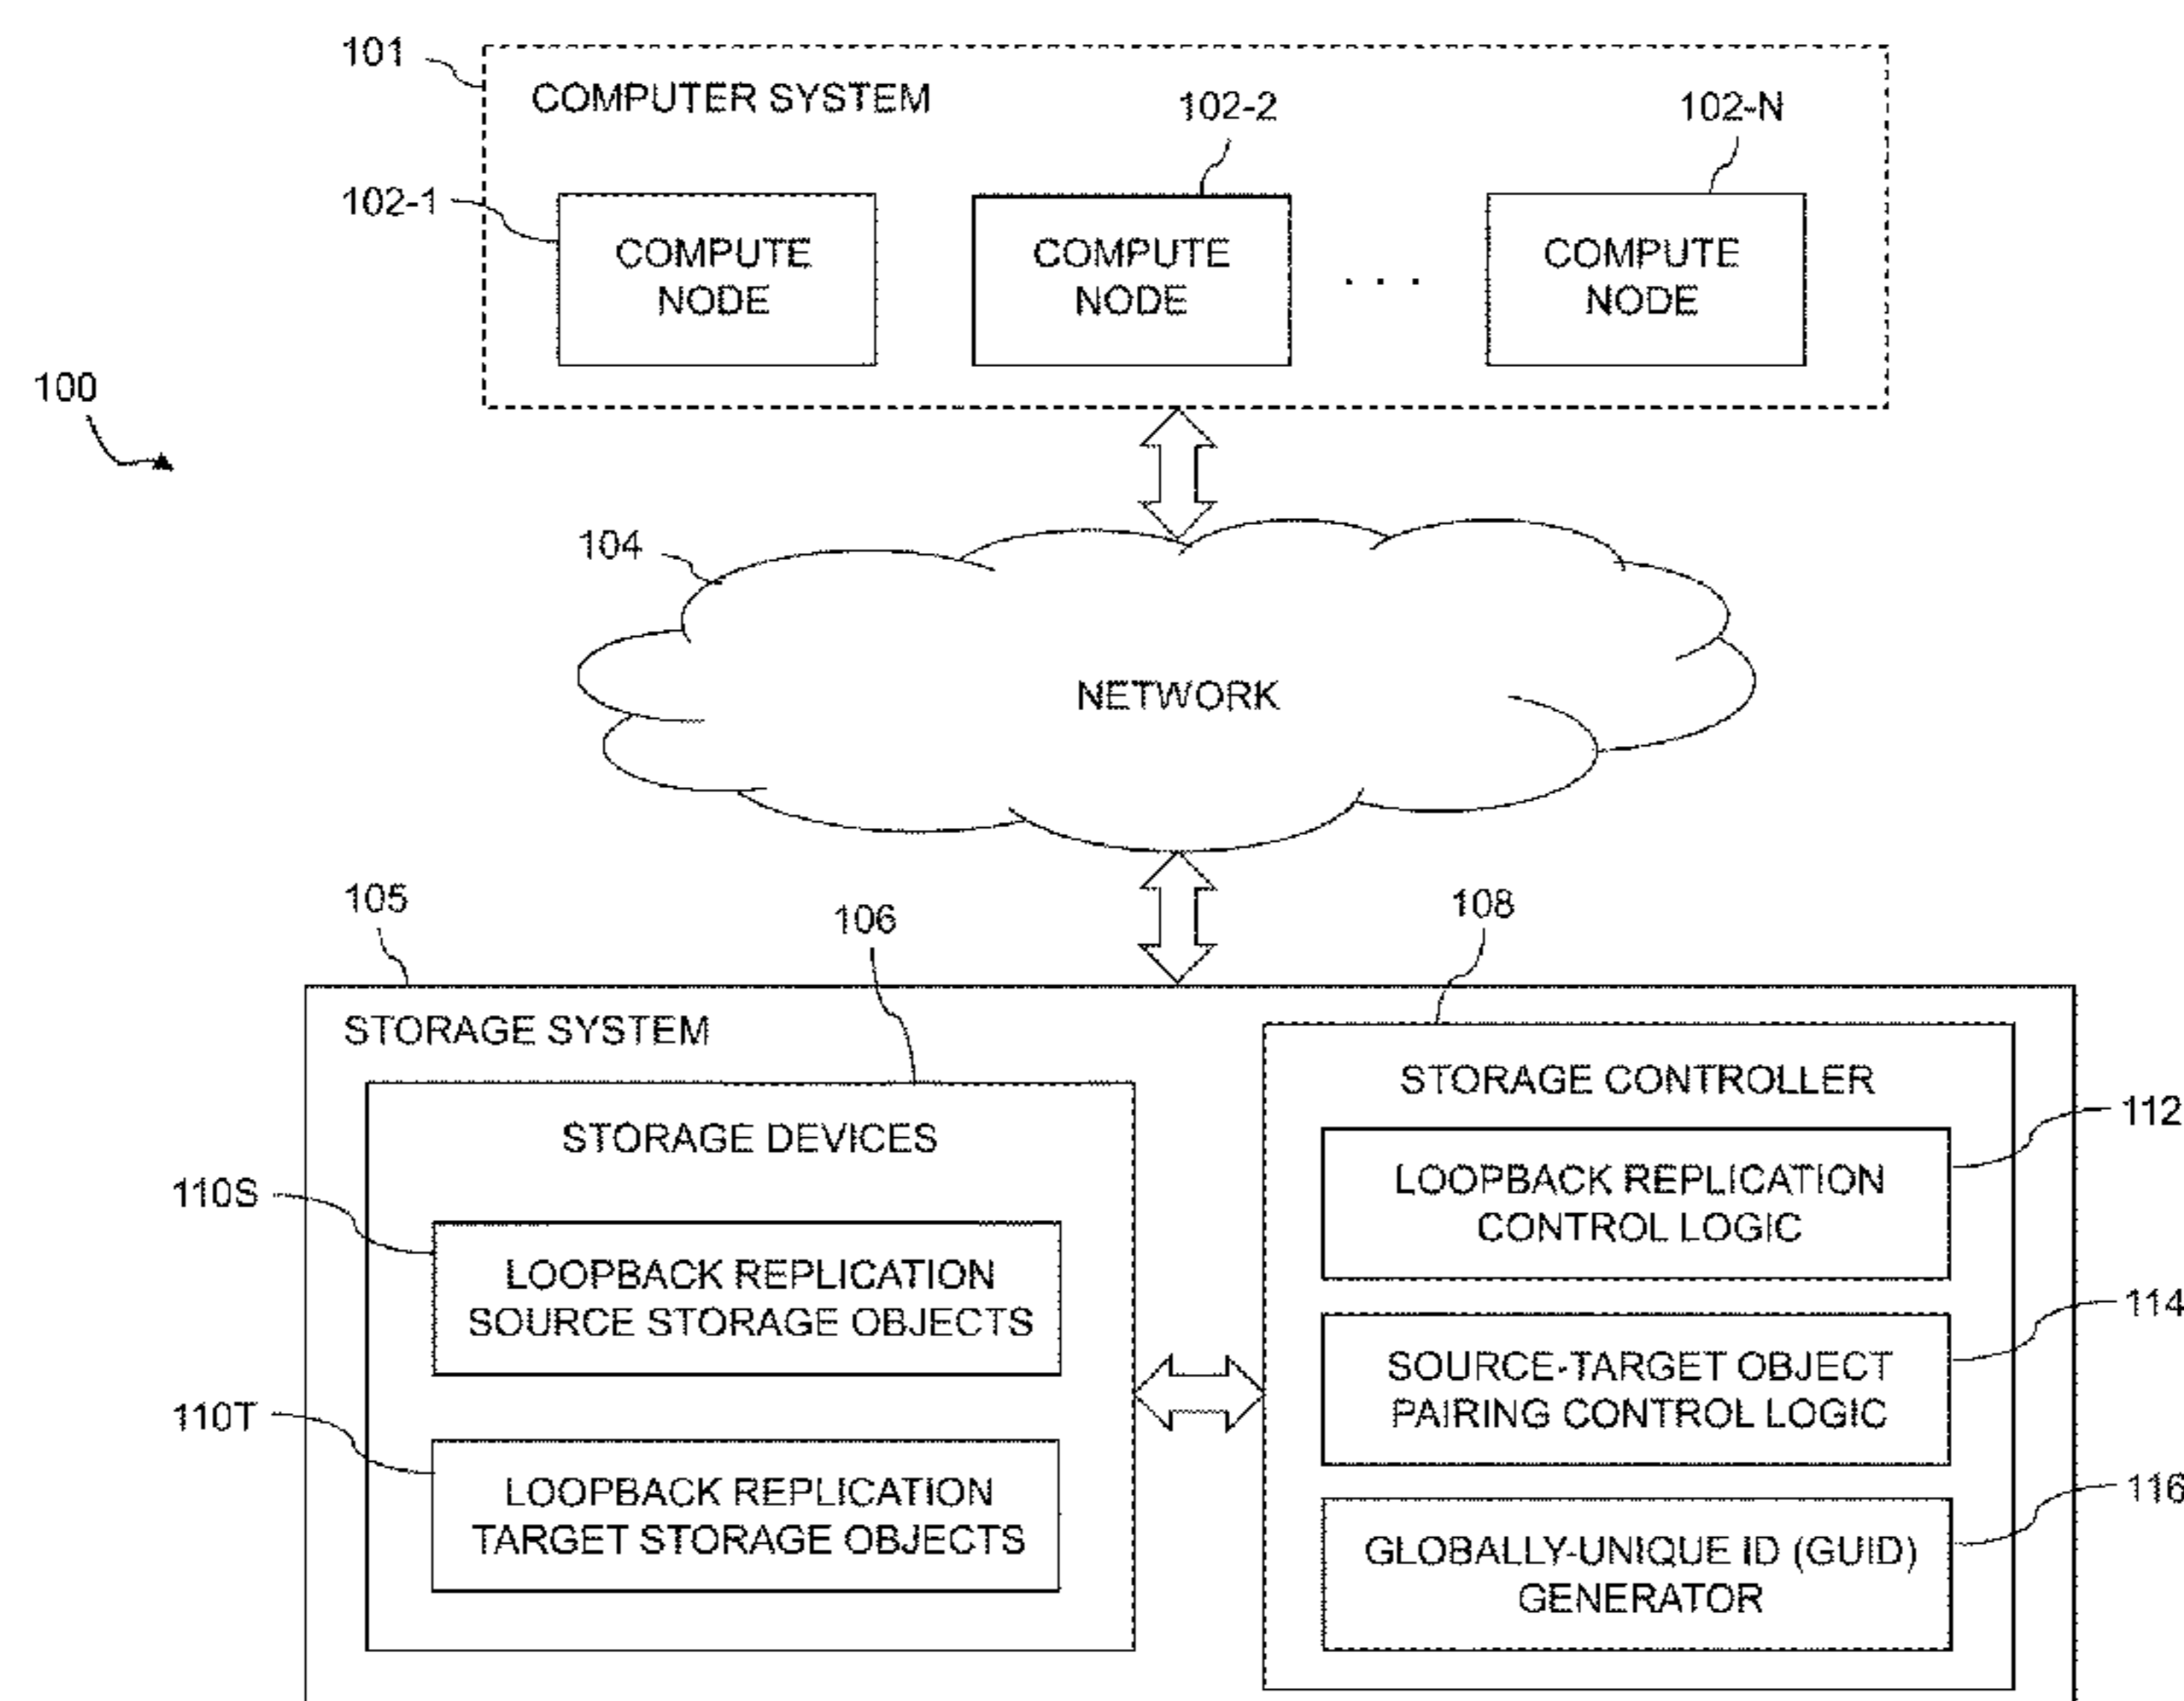 101
COMPUTER SYSTEM
102-2
102-N
102-1
COMPUTE
NODE
COMPUTE
NODE
. . .
COMPUTE
NODE
100
104
NETWORK
105
106
108
STORAGE SYSTEM
STORAGE DEVICES
110S
LOOPBACK REPLICATION
SOURCE STORAGE OBJECTS
110T
LOOPBACK REPLICATION
TARGET STORAGE OBJECTS
STORAGE CONTROLLER
112
LOOPBACK REPLICATION
CONTROL LOGIC
114
SOURCE-TARGET OBJECT
PAIRING CONTROL LOGIC
116
GLOBALLY-UNIQUE ID (GUID)
GENERATOR